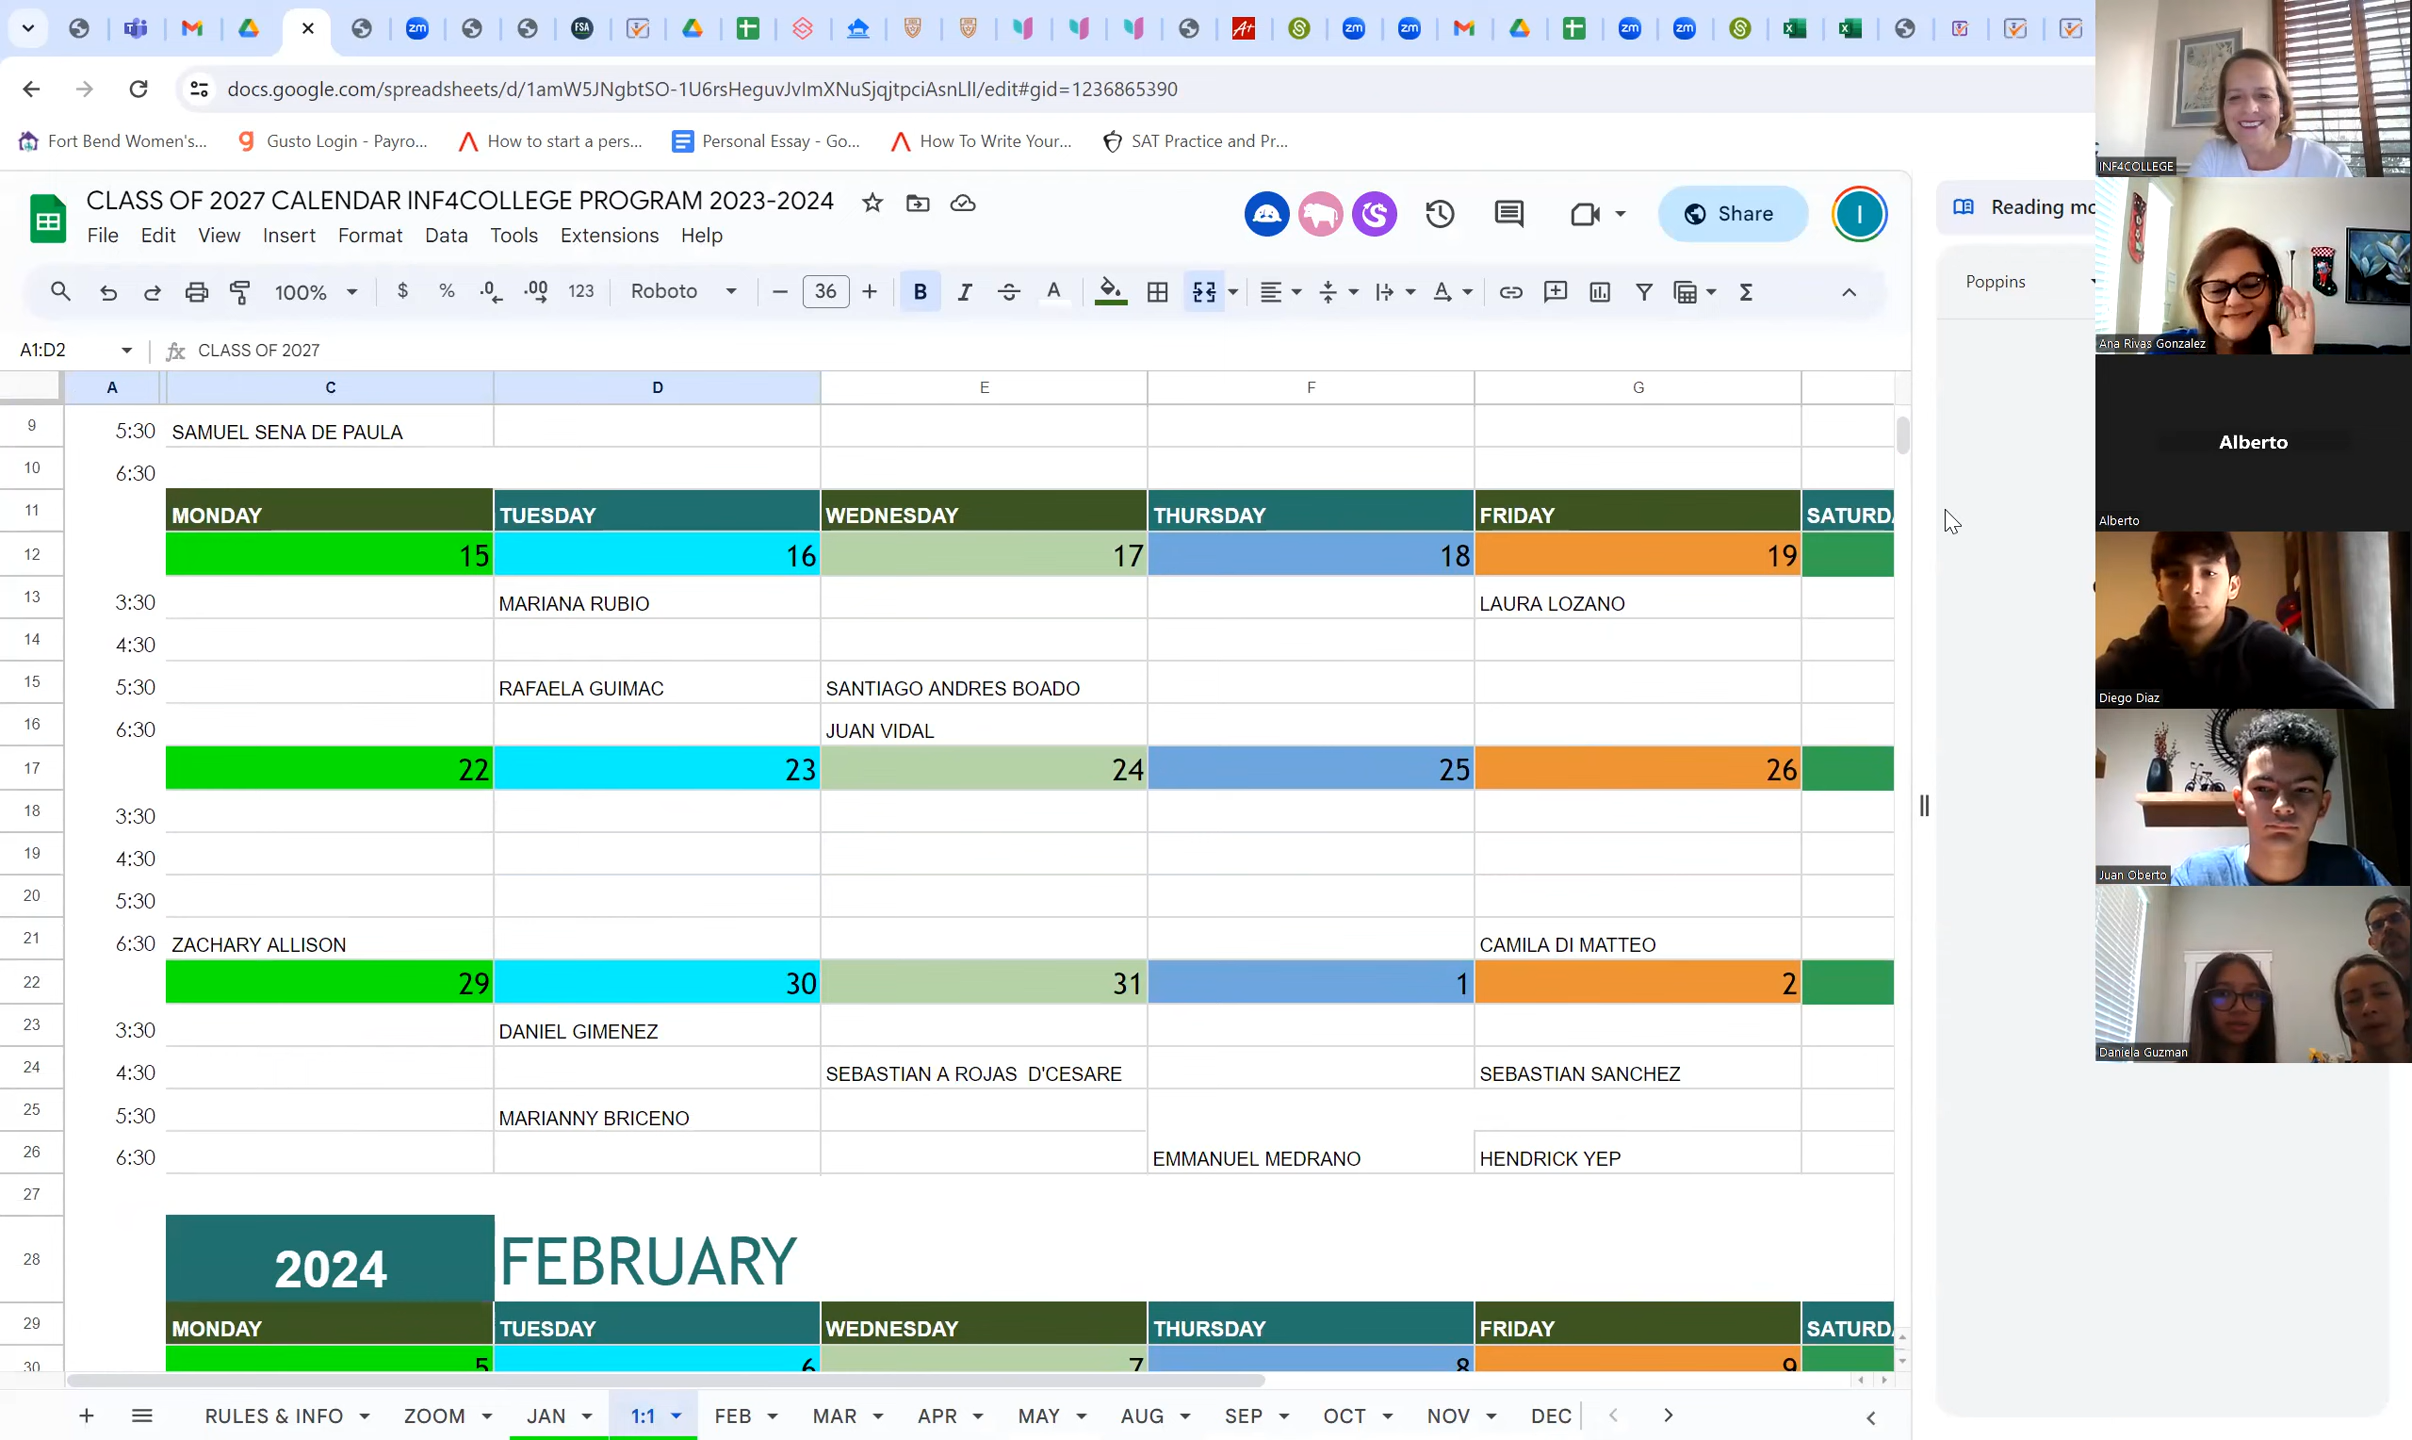 docs.google.com/spreadsheets/d/1amW5JNgbtSO-1U6rsHeguvJvImXNuSjqjtpciAsnLlI/edit#gid=1236865390
Fort Bend Women's... Gusto Login - Payro... How to start a pers... Personal Essay - Go... How To Write Your... SAT Practice and Pr...
CLASS OF 2027 CALENDAR INF4COLLEGE PROGRAM 2023-2024
Share
I
File Edit View Insert Format Data Tools Extensions Help
100% $ % .0 .00 123 Roboto 36 B I A
A1:D2 fx CLASS OF 2027
A C D E F G
9 5:30 SAMUEL SENA DE PAULA
10 6:30
11 MONDAY TUESDAY WEDNESDAY THURSDAY FRIDAY SATURDA
12 15 16 17 18 19
13 3:30 MARIANA RUBIO LAURA LOZANO
14 4:30
15 5:30 RAFAELA GUIMAC SANTIAGO ANDRES BOADO
16 6:30 JUAN VIDAL
17 22 23 24 25 26
18 3:30
19 4:30
20 5:30
21 6:30 ZACHARY ALLISON CAMILA DI MATTEO
22 29 30 31 1 2
23 3:30 DANIEL GIMENEZ
24 4:30 SEBASTIAN A ROJAS D'CESARE SEBASTIAN SANCHEZ
25 5:30 MARIANNY BRICENO
26 6:30 EMMANUEL MEDRANO HENDRICK YEP
27
28 2024 FEBRUARY
29 MONDAY TUESDAY WEDNESDAY THURSDAY FRIDAY SATURDA
30 5 6 7 8 9
RULES & INFO ZOOM JAN 1:1 FEB MAR APR MAY AUG SEP OCT NOV DEC
Reading mo
Poppins
INF4COLLEGE
Ana Rivas Gonzalez
Alberto
Alberto
Diego Diaz
Juan Oberto
Daniela Guzman